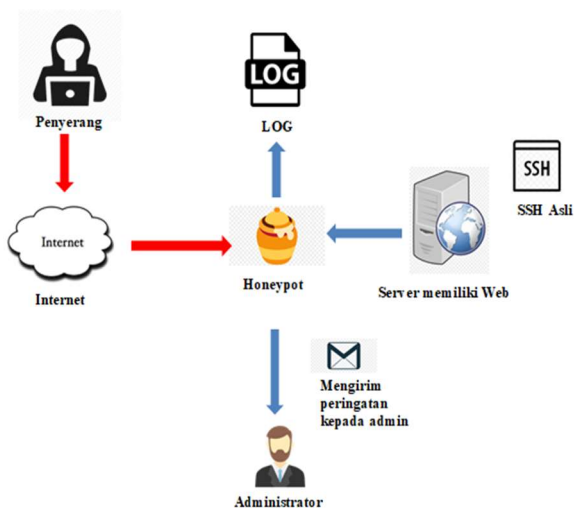 Penyerang
LOG
LOG
SSH
SSH Asli
Internet
Internet
Honeypot
Server memiliki Web
Mengirim
peringatan
kepada admin
Administrator